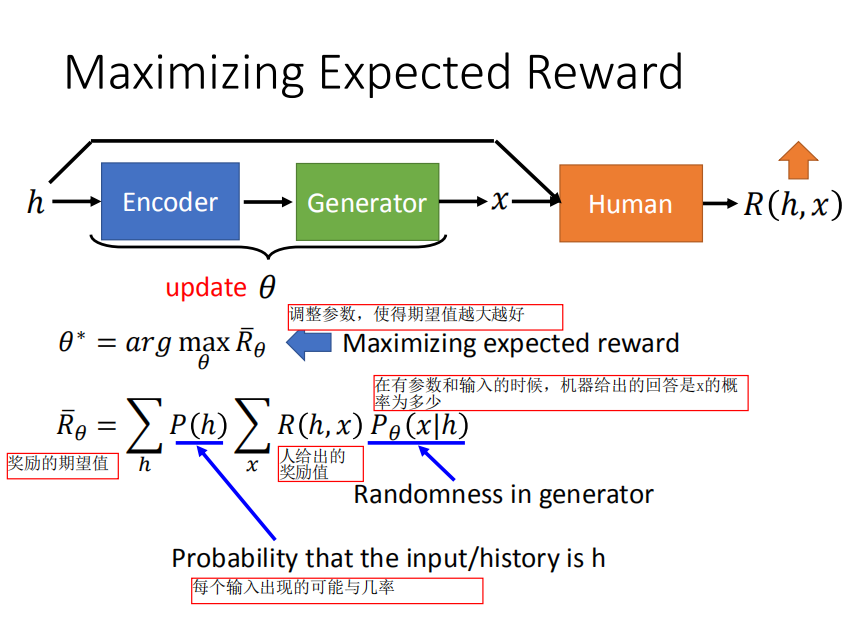 Maximizing Expected Reward
h Encoder Generator x Human R(h, x)
update θ
调整参数，使得期望值越大越好
θ* = arg max_θ R̄_θ Maximizing expected reward
在有参数和输入的时候，机器给出的回答是x的概
率为多少
R̄_θ = ∑_h P(h) ∑_x R(h, x) P_θ(x|h)
奖励的期望值
人给出的
奖励值
Randomness in generator
Probability that the input/history is h
每个输入出现的可能与几率